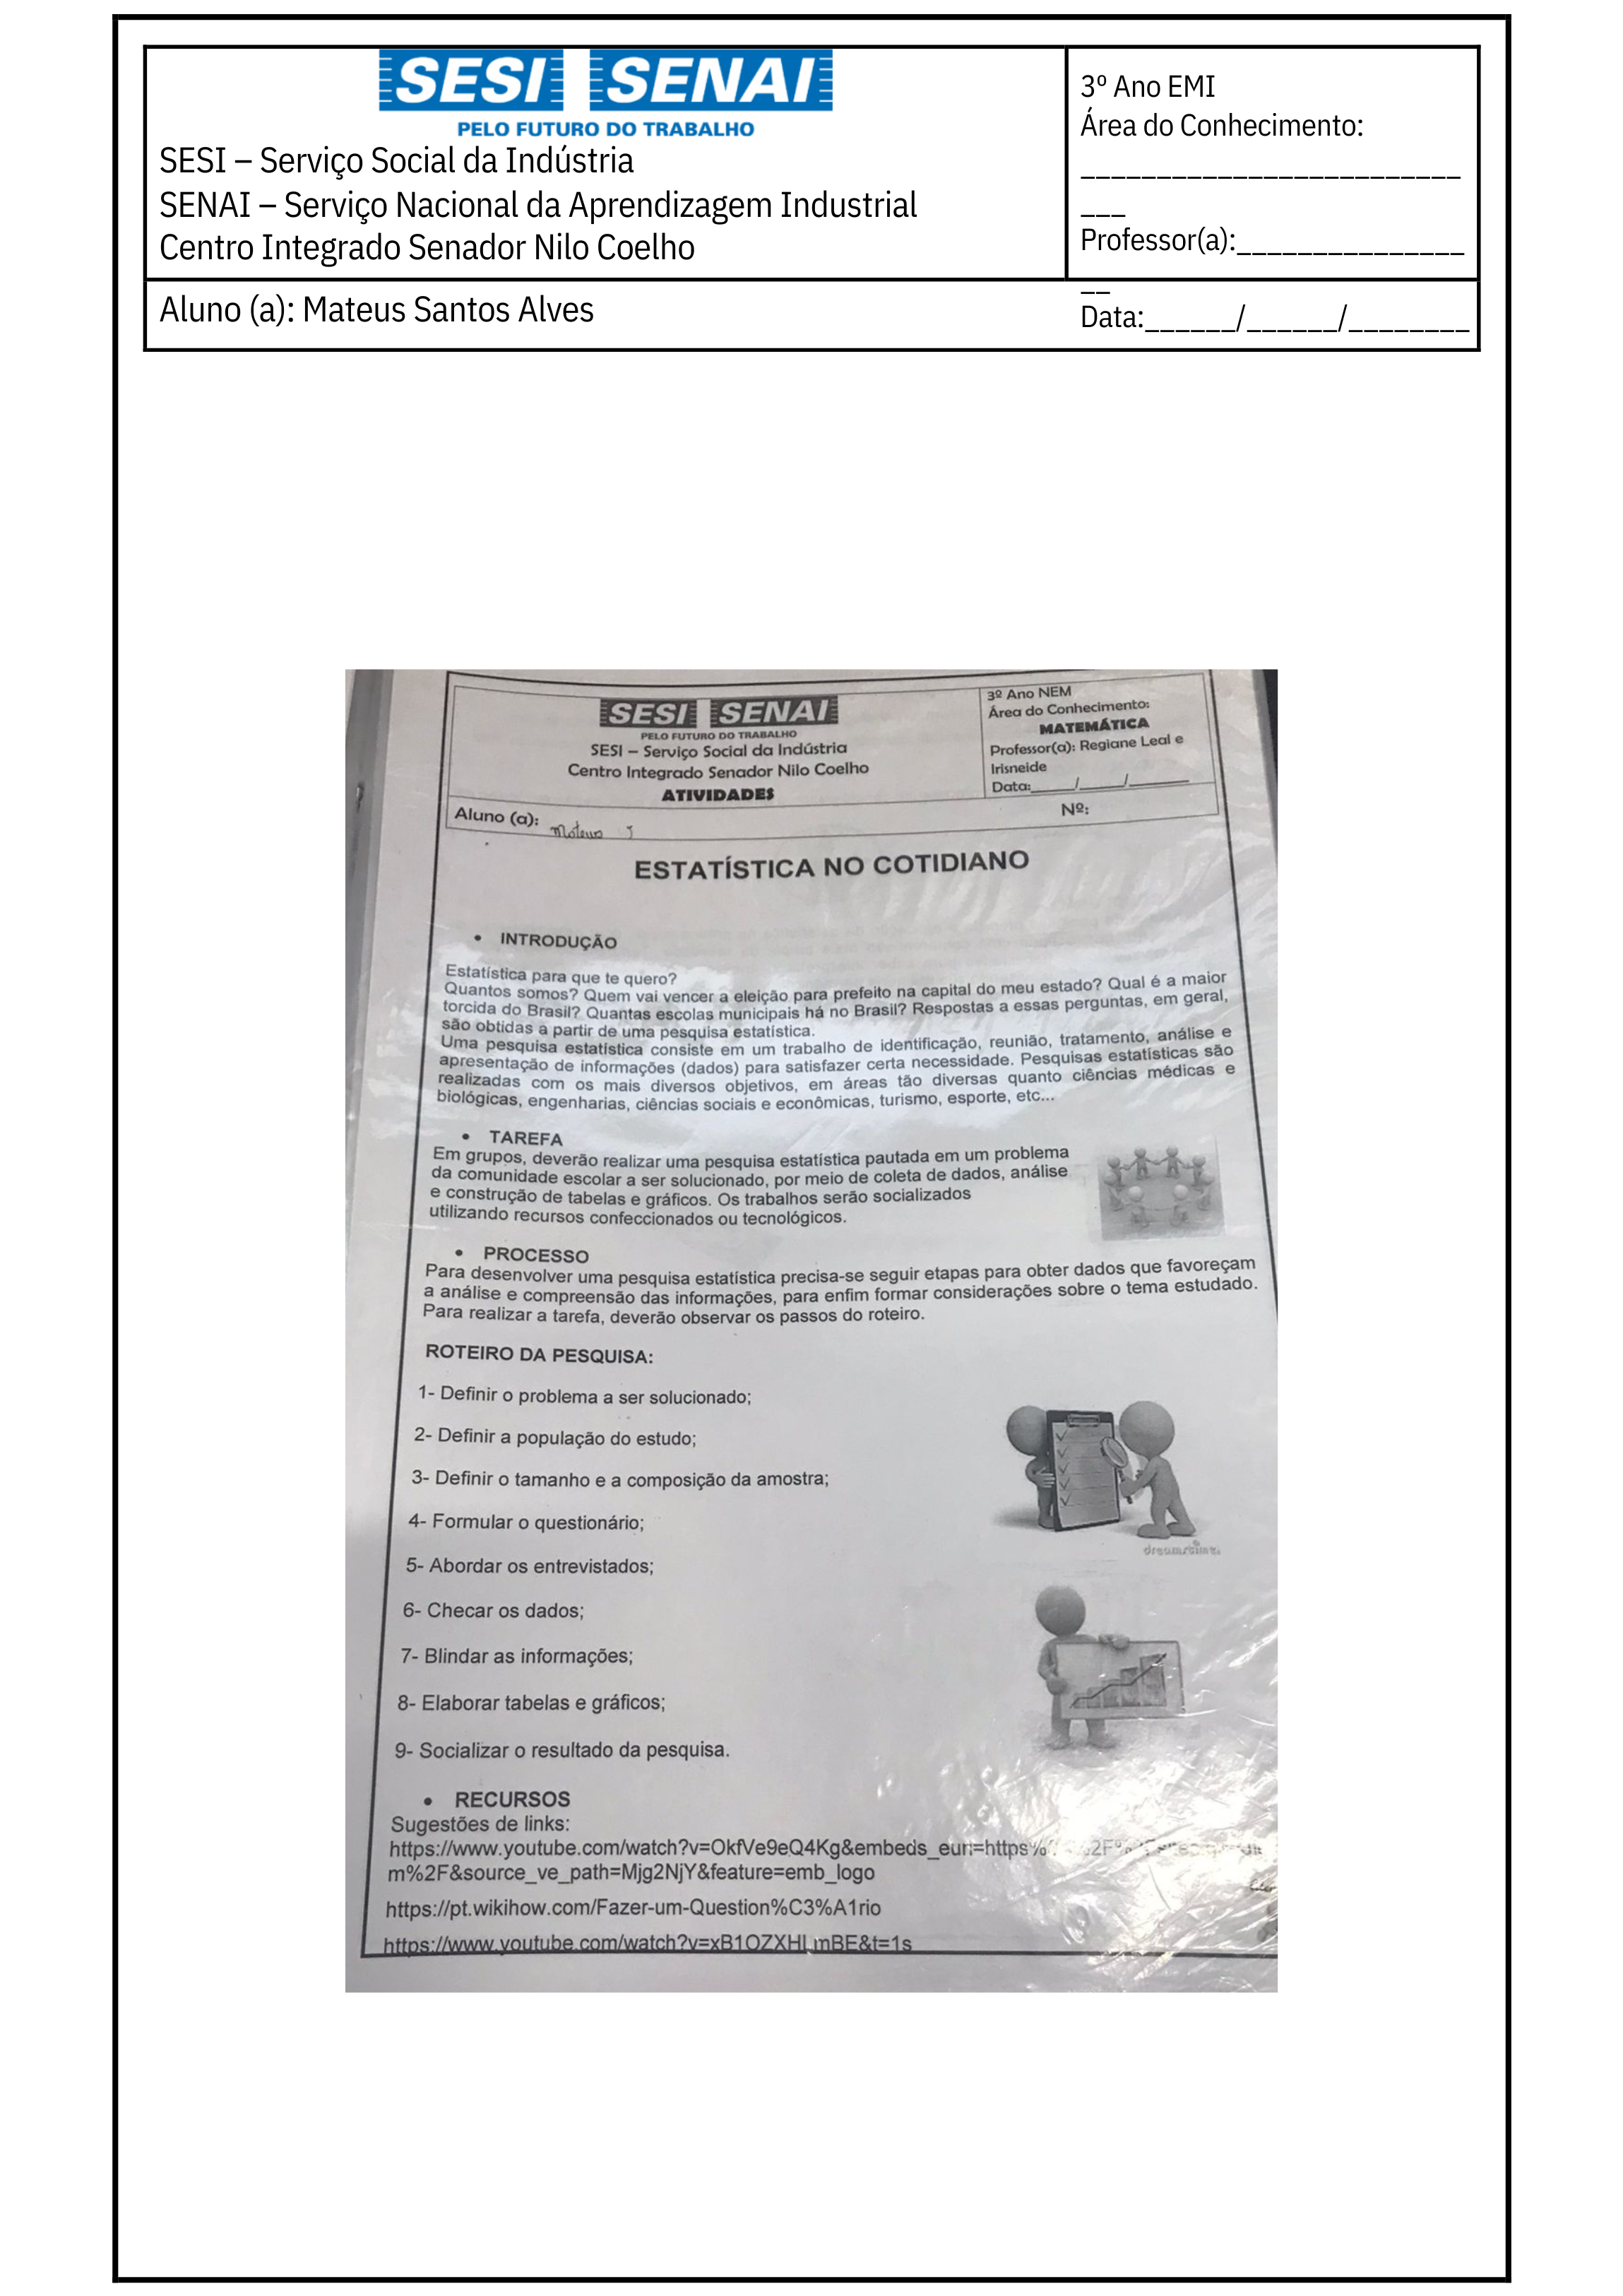 SESI SENAI
PELO FUTURO DO TRABALHO
SESI – Serviço Social da Indústria
SENAI – Serviço Nacional da Aprendizagem Industrial
Centro Integrado Senador Nilo Coelho
3º Ano EMI
Área do Conhecimento:
_________________________
___
Professor(a):_______________
__
Data:______/______/________
Aluno (a): Mateus Santos Alves
SESI SENAI
PELO FUTURO DO TRABALHO
SESI – Serviço Social da Indústria
Centro Integrado Senador Nilo Coelho
ATIVIDADES
3º Ano NEM
Área do Conhecimento:
MATEMÁTICA
Professor(a): Regiane Leal e
Irisneide
Data:_____/_____/_______
Aluno (a): Mateus S
Nº:
ESTATÍSTICA NO COTIDIANO
• INTRODUÇÃO
Estatística para que te quero?
Quantos somos? Quem vai vencer a eleição para prefeito na capital do meu estado? Qual é a maior
torcida do Brasil? Quantas escolas municipais há no Brasil? Respostas a essas perguntas, em geral,
são obtidas a partir de uma pesquisa estatística.
Uma pesquisa estatística consiste em um trabalho de identificação, reunião, tratamento, análise e
apresentação de informações (dados) para satisfazer certa necessidade. Pesquisas estatísticas são
realizadas com os mais diversos objetivos, em áreas tão diversas quanto ciências médicas e
biológicas, engenharias, ciências sociais e econômicas, turismo, esporte, etc...
• TAREFA
Em grupos, deverão realizar uma pesquisa estatística pautada em um problema
da comunidade escolar a ser solucionado, por meio de coleta de dados, análise
e construção de tabelas e gráficos. Os trabalhos serão socializados
utilizando recursos confeccionados ou tecnológicos.
• PROCESSO
Para desenvolver uma pesquisa estatística precisa-se seguir etapas para obter dados que favoreçam
a análise e compreensão das informações, para enfim formar considerações sobre o tema estudado.
Para realizar a tarefa, deverão observar os passos do roteiro.
ROTEIRO DA PESQUISA:
1- Definir o problema a ser solucionado;
2- Definir a população do estudo;
3- Definir o tamanho e a composição da amostra;
4- Formular o questionário;
5- Abordar os entrevistados;
dreamstime.
6- Checar os dados;
7- Blindar as informações;
8- Elaborar tabelas e gráficos;
9- Socializar o resultado da pesquisa.
• RECURSOS
Sugestões de links:
https://www.youtube.com/watch?v=OkfVe9eQ4Kg&embeds_euri=https%
m%2F&source_ve_path=Mjg2NjY&feature=emb_logo
https://pt.wikihow.com/Fazer-um-Question%C3%A1rio
https://www.youtube.com/watch?v=xB1OZXHLmBE&t=1s